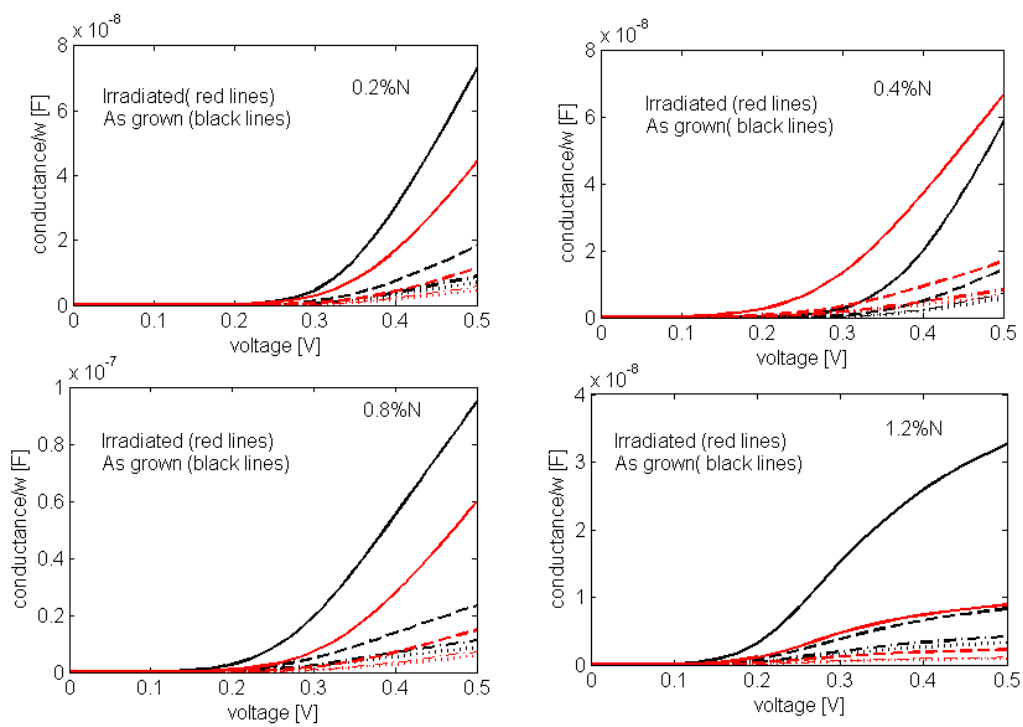 x 10^-8
8
6
4
2
0
conductance/w [F]
Irradiated( red lines)
As grown (black lines)
0.2%N
0 0.1 0.2 0.3 0.4 0.5
voltage [V]
x 10^-8
8
6
4
2
0
conductance/w [F]
Irradiated (red lines)
As grown( black lines)
0.4%N
0 0.1 0.2 0.3 0.4 0.5
voltage [V]
x 10^-7
1
0.8
0.6
0.4
0.2
0
conductance/w [F]
Irradiated (red lines)
As grown (black lines)
0.8%N
0 0.1 0.2 0.3 0.4 0.5
voltage [V]
x 10^-8
4
3
2
1
0
conductance/w [F]
Irradiated (red lines)
As grown( black lines)
1.2%N
0 0.1 0.2 0.3 0.4 0.5
voltage [V]